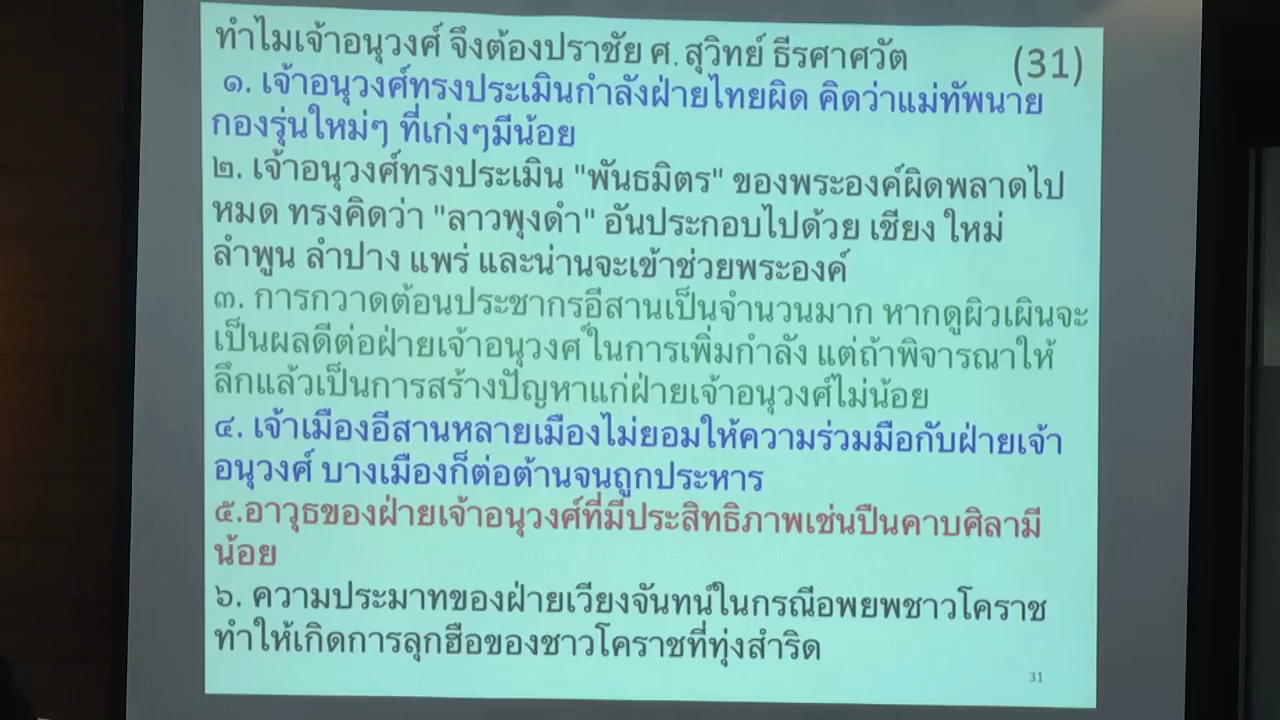 ทำไมเจ้าอนุวงศ์ จึงต้องปราชัย ศ. สุวิทย์ ธีรศาศวัต (31)
๑. เจ้าอนุวงศ์ทรงประเมินกำลังฝ่ายไทยผิด คิดว่าแม่ทัพนาย
กองรุ่นใหม่ๆ ที่เก่งๆมีน้อย
๒. เจ้าอนุวงศ์ทรงประเมิน "พันธมิตร" ของพระองค์ผิดพลาดไป
หมด ทรงคิดว่า "ลาวพุงดำ" อันประกอบไปด้วย เชียง ใหม่
ลำพูน ลำปาง แพร่ และน่านจะเข้าช่วยพระองค์
๓. การกวาดต้อนประชากรอีสานเป็นจำนวนมาก หากดูผิวเผินจะ
เป็นผลดีต่อฝ่ายเจ้าอนุวงศ์ ในการเพิ่มกำลัง แต่ถ้าพิจารณาให้
ลึกแล้วเป็นการสร้างปัญหาแก่ฝ่ายเจ้าอนุวงศ์ไม่น้อย
๔. เจ้าเมืองอีสานหลายเมืองไม่ยอมให้ความร่วมมือกับฝ่ายเจ้า
อนุวงศ์ บางเมืองก็ต่อต้านจนถูกประหาร
๕.อาวุธของฝ่ายเจ้าอนุวงศ์ที่มีประสิทธิภาพเช่นปืนคาบศิลามี
น้อย
๖. ความประมาทของฝ่ายเวียงจันทน์ในกรณีอพยพชาวโคราช
ทำให้เกิดการลุกฮือของชาวโคราชที่ทุ่งสำริด
31